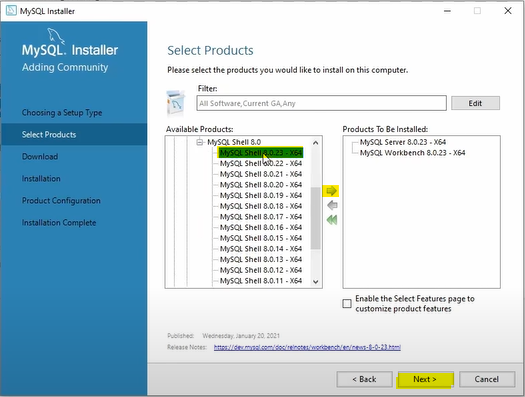 MySQL Installer
MySQL. Installer
Adding Community
Choosing a Setup Type
Select Products
Download
Installation
Product Configuration
Installation Complete
Select Products
Please select the products you would like to install on this computer.
Filter:
All Software,Current GA,Any
Edit
Available Products:
MySQL Shell 8.0
MySQL Shell 8.0.23 - X64
MySQL Shell 8.0.22 - X64
MySQL Shell 8.0.21 - X64
MySQL Shell 8.0.20 - X64
MySQL Shell 8.0.19 - X64
MySQL Shell 8.0.18 - X64
MySQL Shell 8.0.17 - X64
MySQL Shell 8.0.16 - X64
MySQL Shell 8.0.15 - X64
MySQL Shell 8.0.14 - X64
MySQL Shell 8.0.13 - X64
MySQL Shell 8.0.12 - X64
MySQL Shell 8.0.11 - X64
Products To Be Installed:
MySQL Server 8.0.23 - X64
MySQL Workbench 8.0.23 - X64
Enable the Select Features page to
customize product features
Published: Wednesday, January 20, 2021
Release Notes: https://dev.mysql.com/doc/relnotes/workbench/en/news-8-0-23.html
< Back
Next >
Cancel